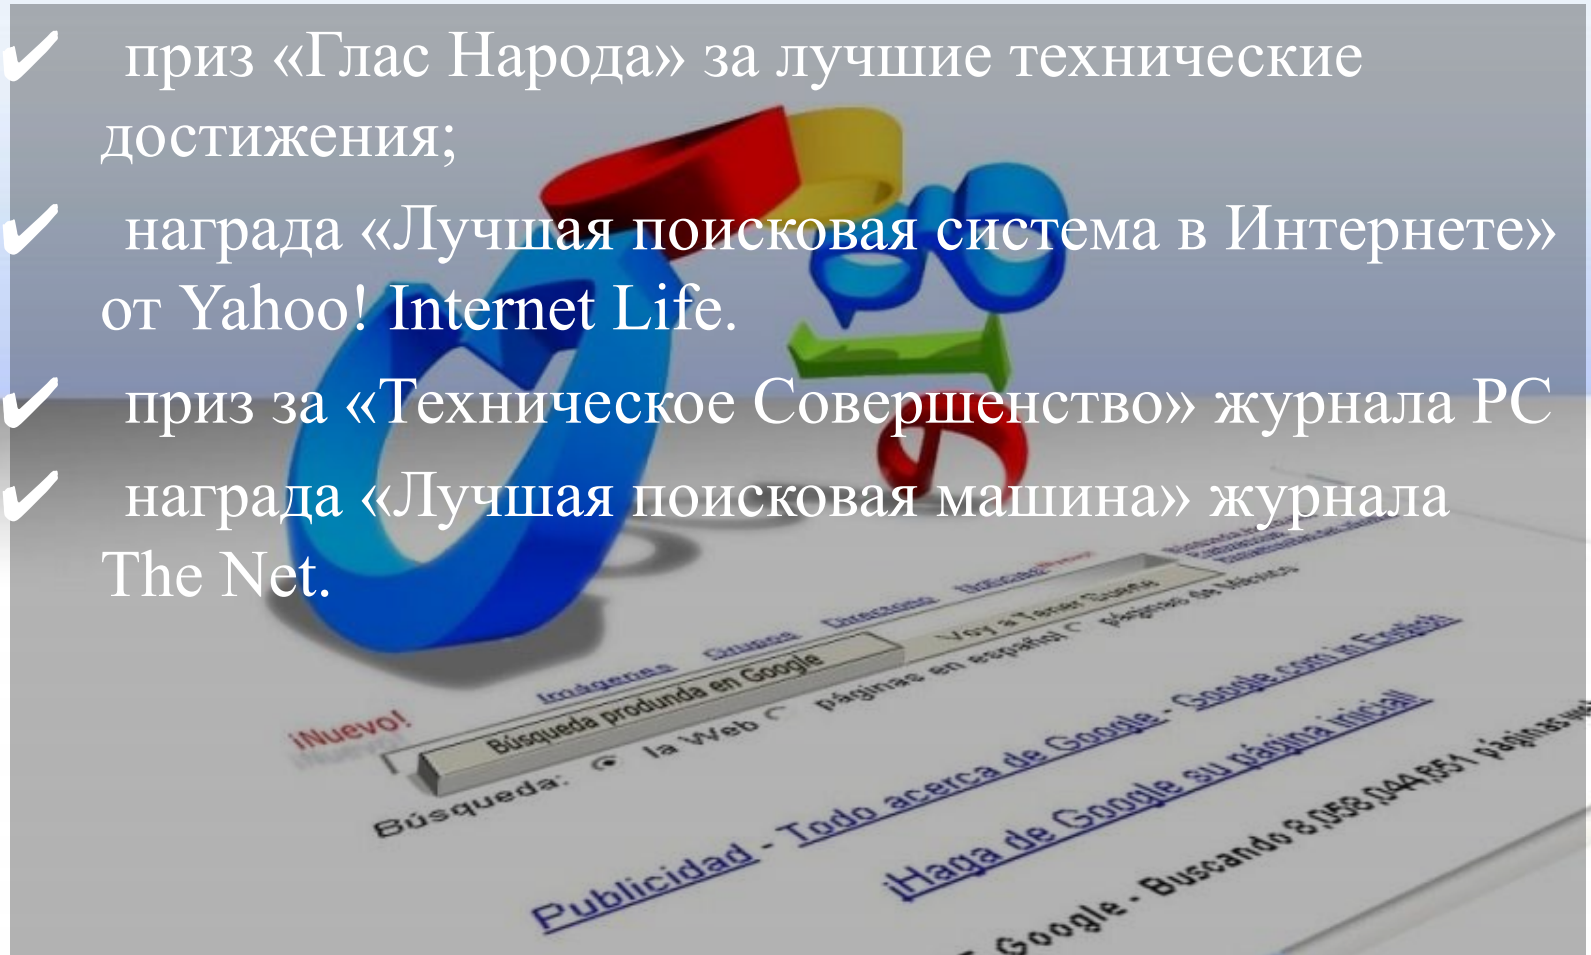 ✔ приз «Глас Народа» за лучшие технические
достижения;
✔ награда «Лучшая поисковая система в Интернете»
от Yahoo! Internet Life.
✔ приз за «Техническое Совершенство» журнала PC
✔ награда «Лучшая поисковая машина» журнала
The Net.
Imágenes Grupos Directorio Noticias
¡Nuevo!
Búsqueda produnda en Google Voy a Tener Suerte
Búsqueda: la Web páginas en español páginas de México
Publicidad - Todo acerca de Google - Google.com in English
¡Haga de Google su página inicial!
Google - Buscando 8,058,044,651 páginas web